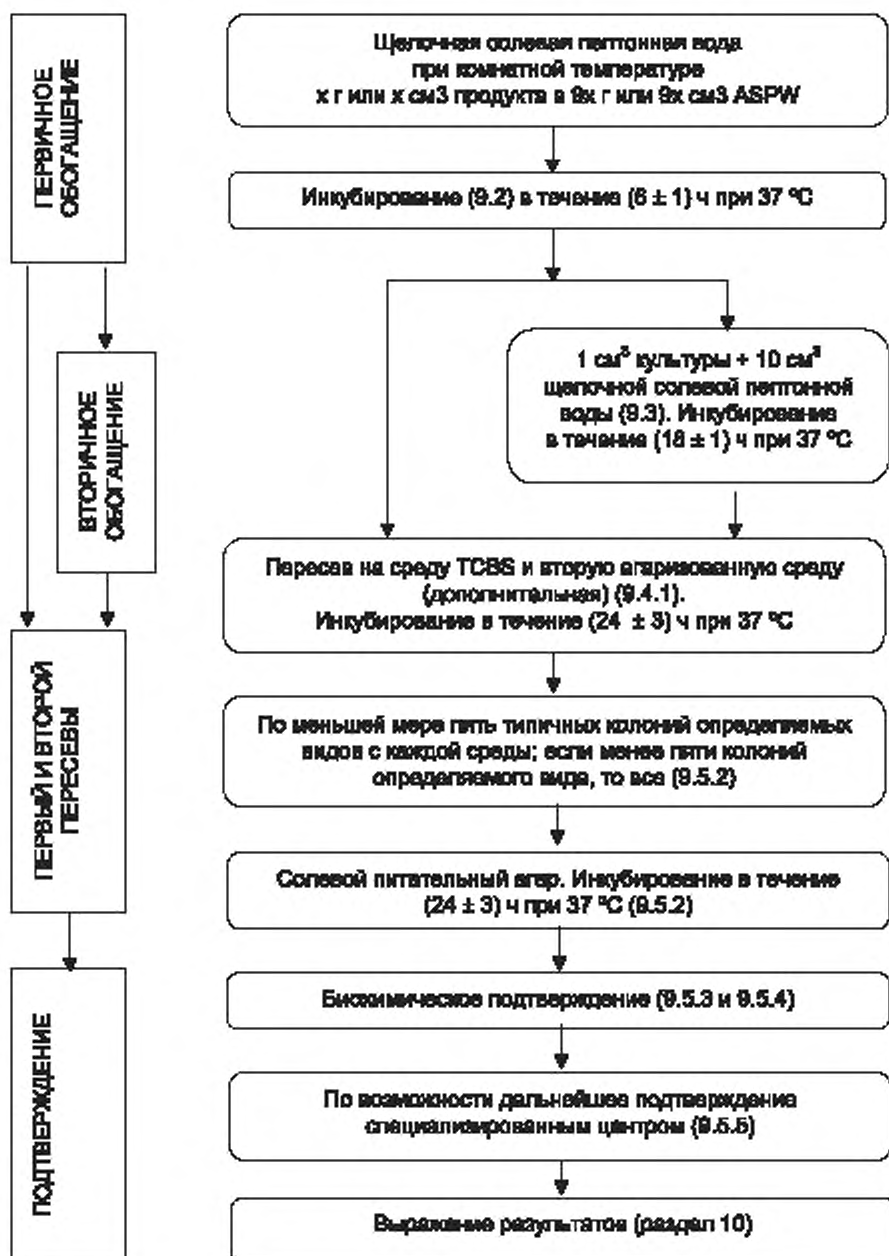 ПЕРВИЧНОЕ
ОБОГАЩЕНИЕ
Щелочная солевая пептонная вода
при комнатной температуре
х г или х см3 продукта в 9х г или 9х см3 ASPW
Инкубирование (9.2) в течение (6 ± 1) ч при 37 ºС
ВТОРИЧНОЕ
ОБОГАЩЕНИЕ
1 см³ культуры + 10 см³
щелочной солевой пептонной
воды (9.3). Инкубирование
в течение (18 ± 1) ч при 37 ºС
ПЕРВЫЙ И ВТОРОЙ
ПЕРЕСЕВЫ
Пересев на среду TCBS и вторую агаризованную среду
(дополнительная) (9.4.1).
Инкубирование в течение (24 ± 3) ч при 37 ºС
По меньшей мере пять типичных колоний определяемых
видов с каждой среды; если менее пяти колоний
определяемого вида, то все (9.5.2)
Солевой питательный агар. Инкубирование в течение
(24 ± 3) ч при 37 ºС (9.5.2)
ПОДТВЕРЖДЕНИЕ
Биохимическое подтверждение (9.5.3 и 9.5.4)
По возможности дальнейшее подтверждение
специализированным центром (9.5.5)
Выражение результатов (раздел 10)